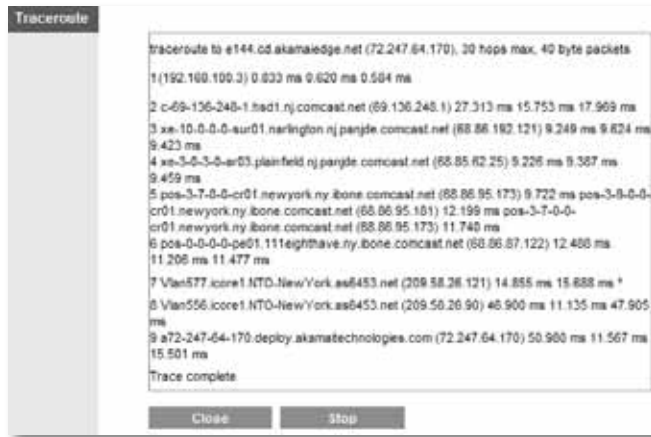 Traceroute
traceroute to e144.cd.akamaiedge.net (72.247.64.170), 30 hops max, 40 byte packets
1(192.168.100.3) 0.833 ms 0.620 ms 0.584 ms
2 c-69-136-248-1.hsd1.nj.comcast.net (69.136.248.1) 27.313 ms 15.753 ms 17.969 ms
3 xe-10-0-0-0-sur01.narlington.nj.panjde.comcast.net (68.86.192.121) 9.249 ms 9.624 ms
9.423 ms
4 xe-3-0-3-0-ar03.plainfield.nj.panjde.comcast.net (68.85.62.25) 9.226 ms 9.387 ms
9.459 ms
5 pos-3-7-0-0-cr01.newyork.ny.ibone.comcast.net (68.86.95.173) 9.722 ms pos-3-8-0-0-
cr01.newyork.ny.ibone.comcast.net (68.86.95.181) 12.199 ms pos-3-7-0-0-
cr01.newyork.ny.ibone.comcast.net (68.86.95.173) 11.740 ms
6 pos-0-0-0-0-pe01.111eighthave.ny.ibone.comcast.net (68.86.87.122) 12.488 ms
11.206 ms 11.477 ms
7 Vlan577.icore1.NTO-NewYork.as6453.net (209.58.26.121) 14.855 ms 15.688 ms *
8 Vlan556.icore1.NTO-NewYork.as6453.net (209.58.26.90) 46.900 ms 11.135 ms 47.905
ms
9 a72-247-64-170.deploy.akamaitechnologies.com (72.247.64.170) 50.980 ms 11.567 ms
15.501 ms
Trace complete
Close
Stop